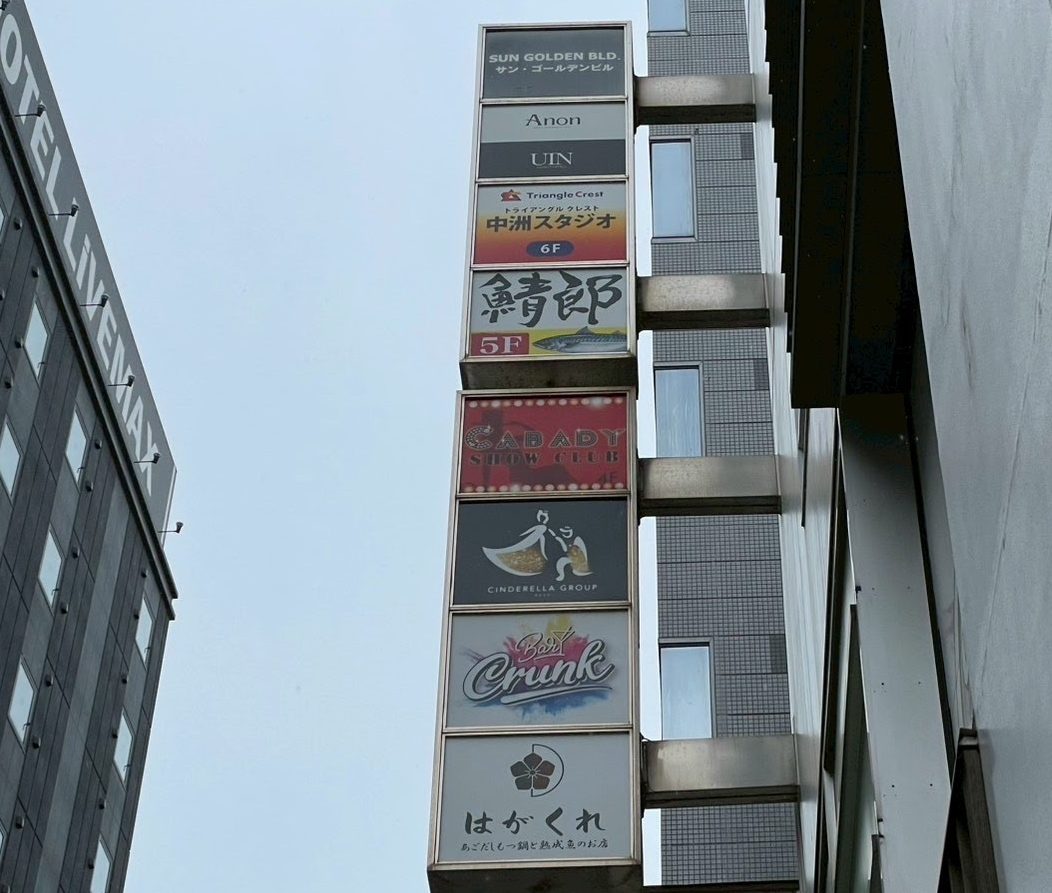 OTEL LiVEMAX
SUN GOLDEN BLD.
サン・ゴールデンビル
Anon
UIN
Triangle Crest
トライアングル クレスト
中洲スタジオ
6F
鯖郎
5F
CABADY
SHOW CLUB
4F
CINDERELLA GROUP
Bar
Crunk
はがくれ
あごだしもつ鍋と熟成魚のお店